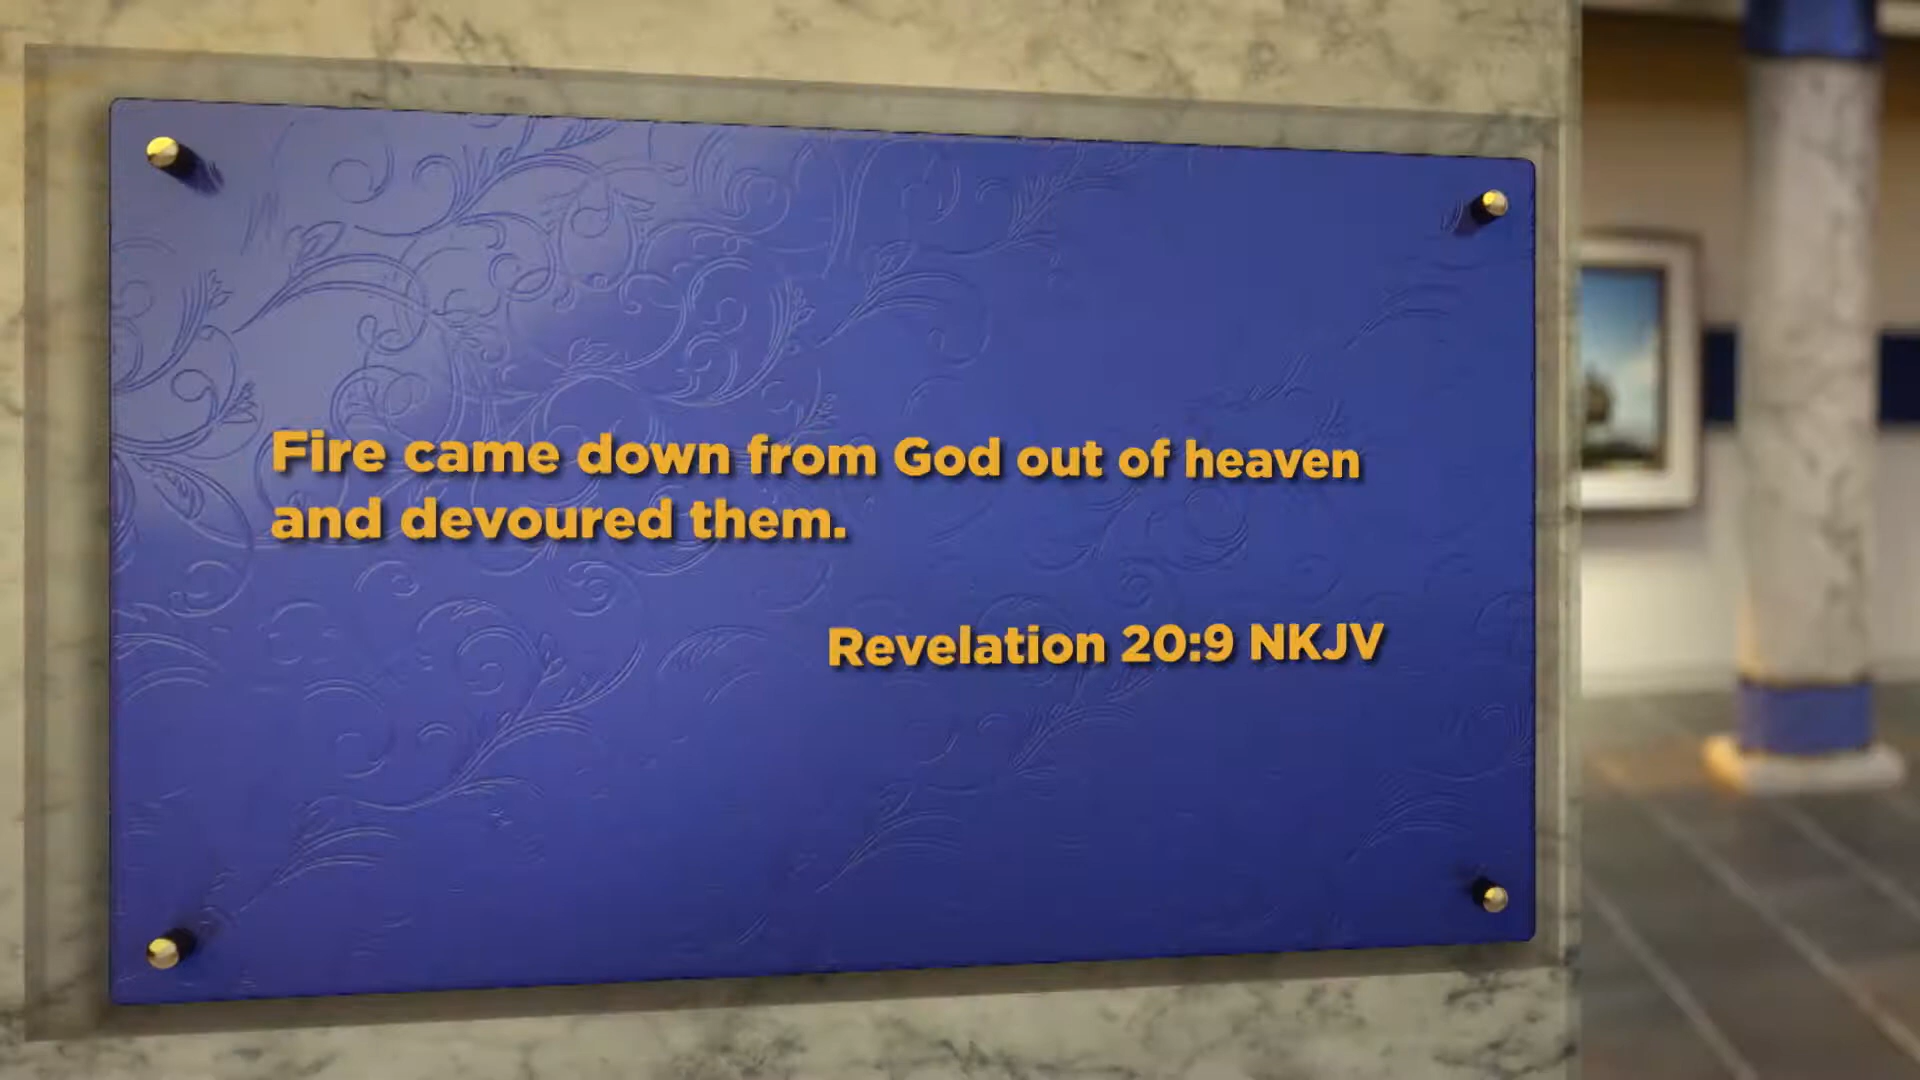 Fire came down from God out of heaven
and devoured them.
Revelation 20:9 NKJV